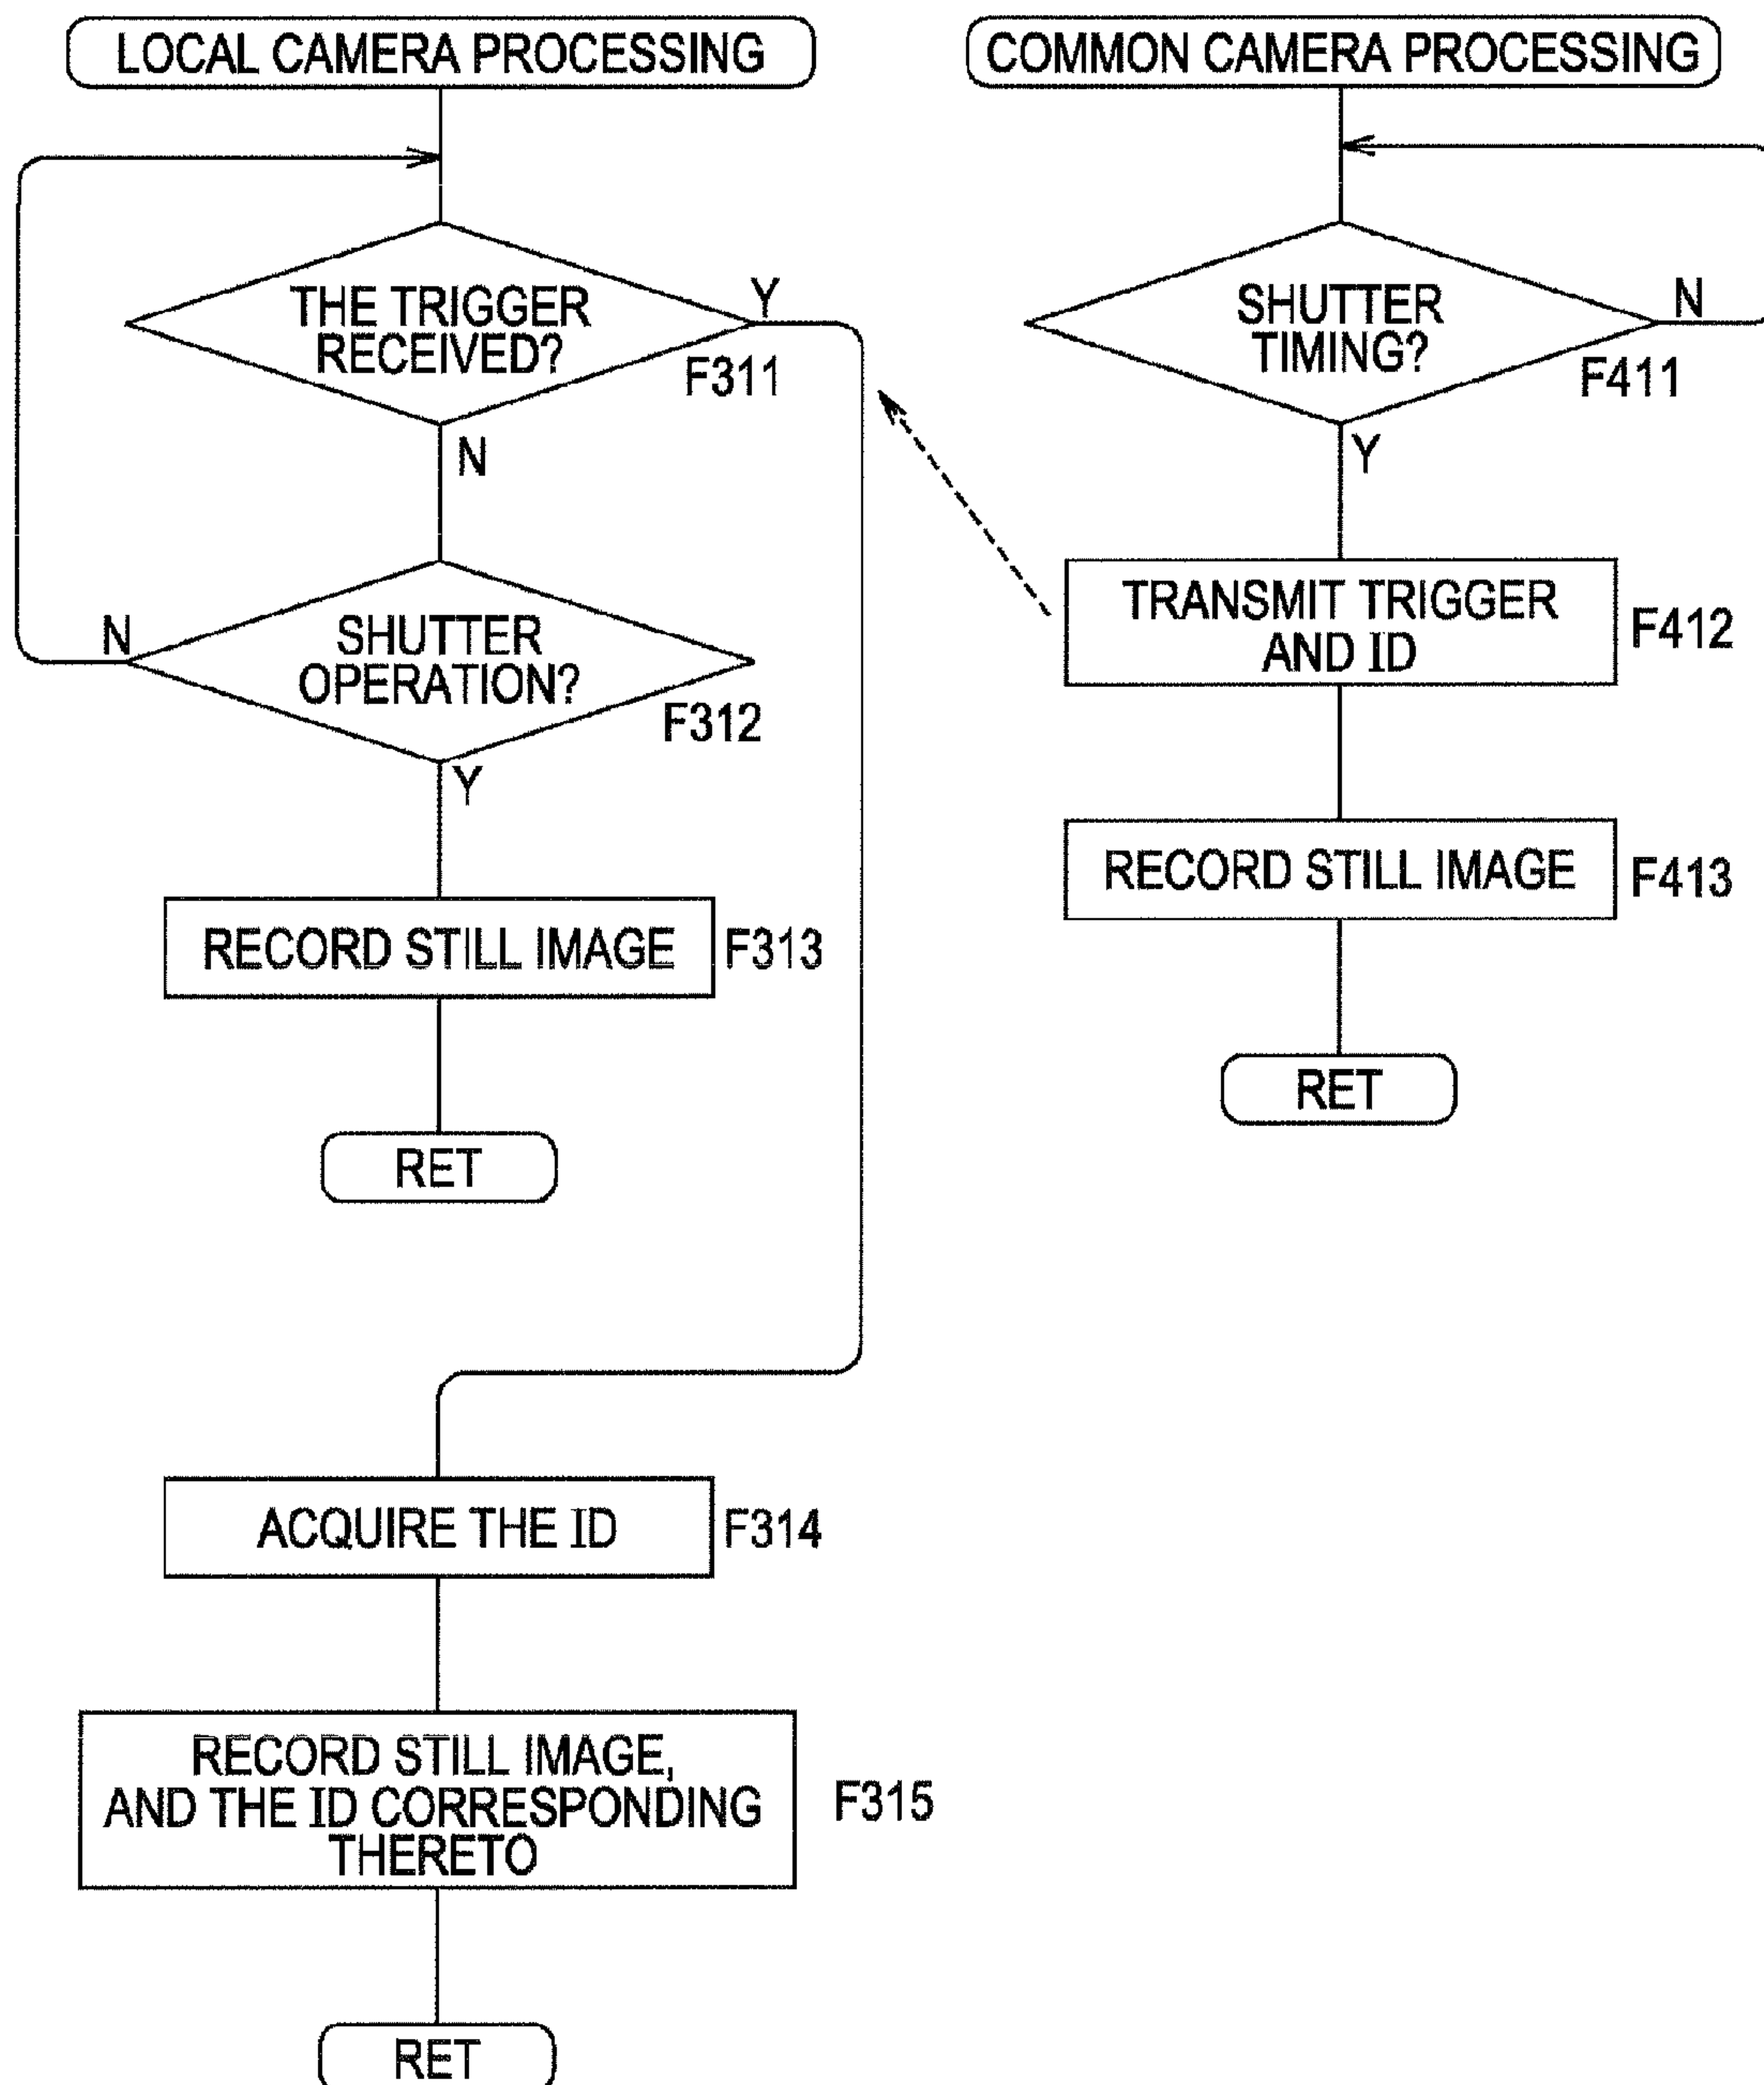 LOCAL CAMERA PROCESSING
THE TRIGGER
RECEIVED?
Y
F311
N
SHUTTER
OPERATION?
N
F312
Y
RECORD STILL IMAGE
F313
RET
ACQUIRE THE ID
F314
RECORD STILL IMAGE,
AND THE ID CORRESPONDING
THERETO
F315
RET
COMMON CAMERA PROCESSING
SHUTTER
TIMING?
N
F411
Y
TRANSMIT TRIGGER
AND ID
F412
RECORD STILL IMAGE
F413
RET